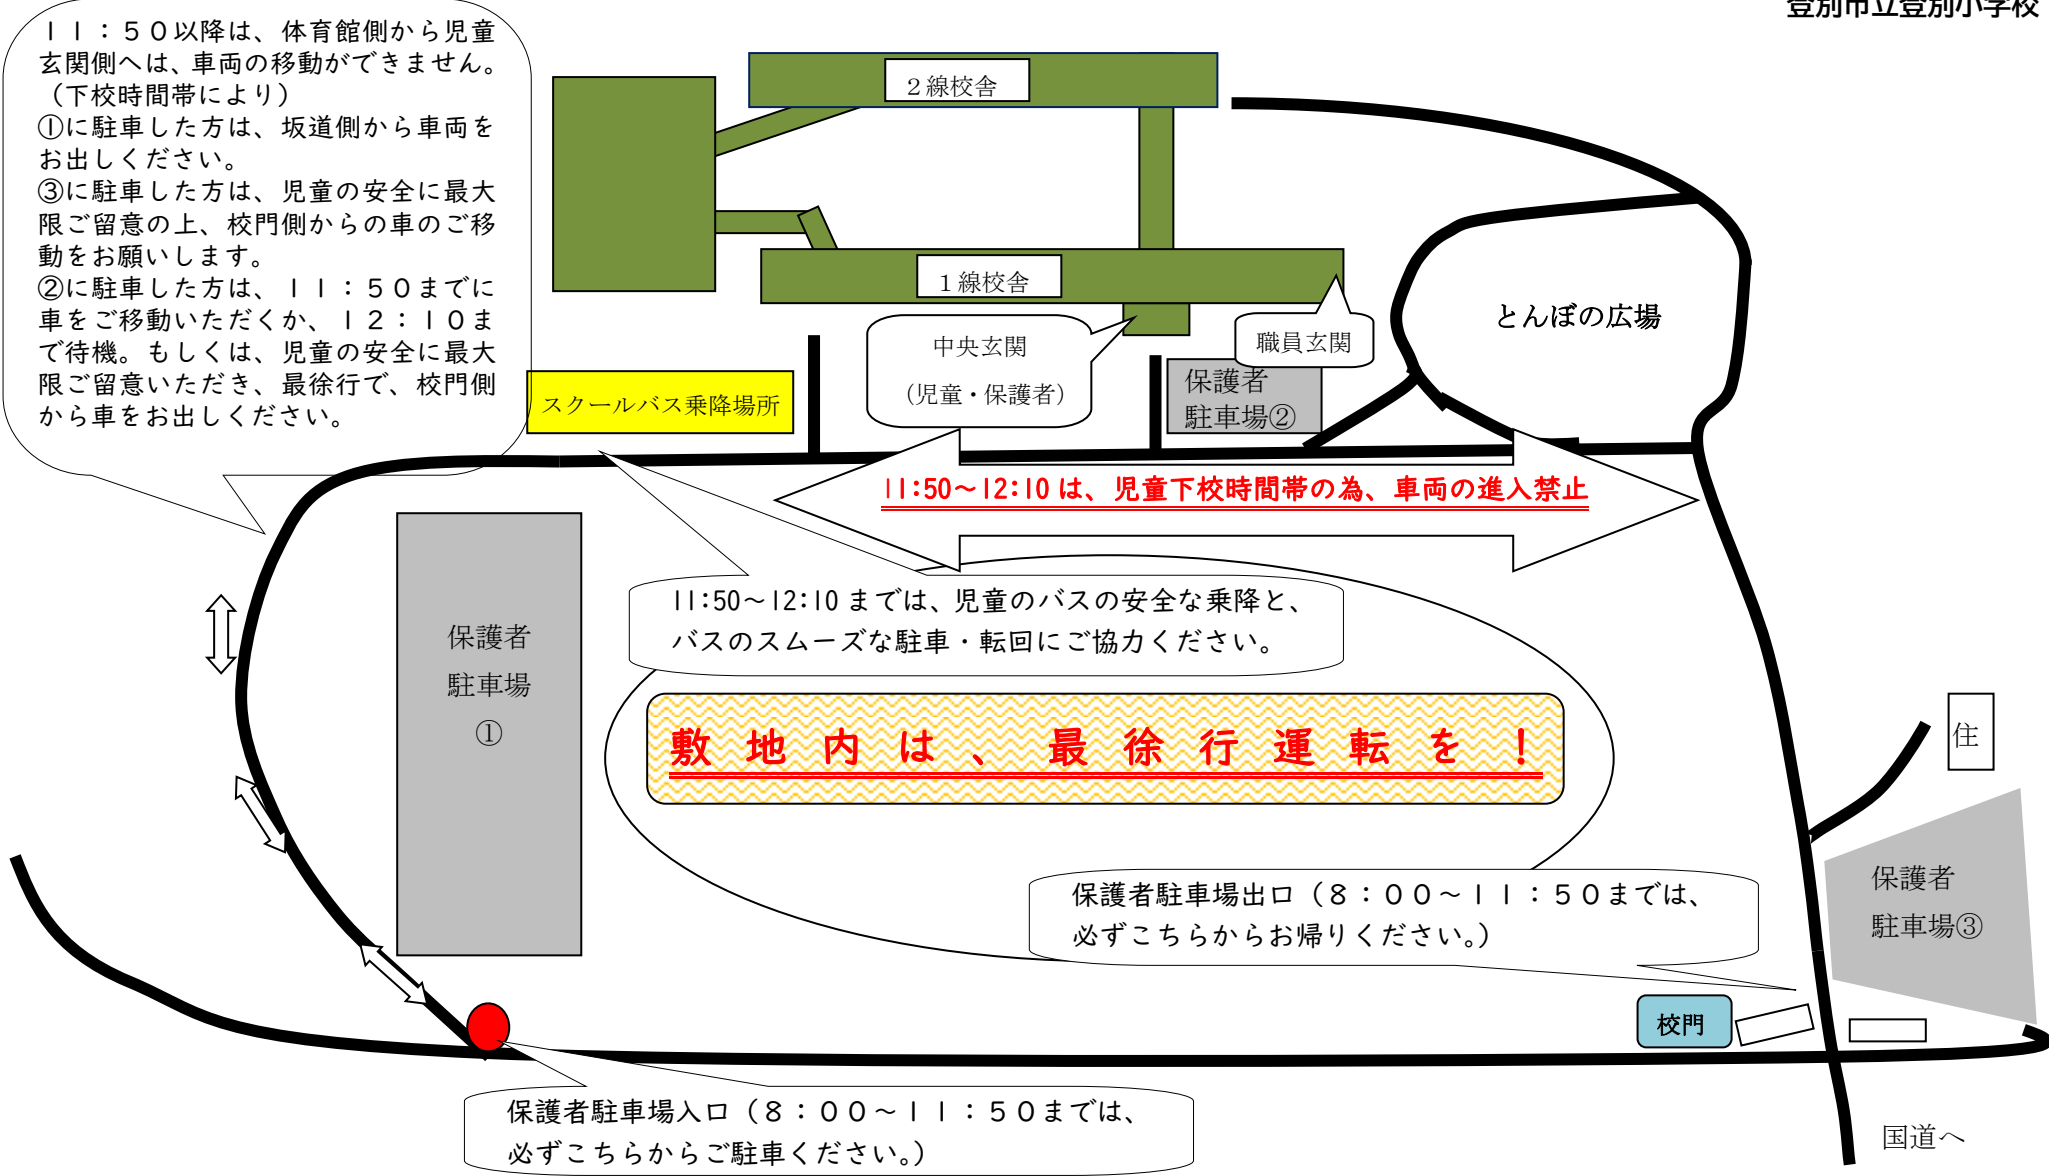 登別市立登別小学校
１１：５０以降は、体育館側から児童
玄関側へは、車両の移動ができません。
（下校時間帯により）
①に駐車した方は、坂道側から車両を
お出しください。
③に駐車した方は、児童の安全に最大
限ご留意の上、校門側からの車のご移
動をお願いします。
②に駐車した方は、１１：５０までに
車をご移動いただくか、１２：１０ま
で待機。もしくは、児童の安全に最大
限ご留意いただき、最徐行で、校門側
から車をお出しください。
２線校舎
１線校舎
とんぼの広場
中央玄関
（児童・保護者）
職員玄関
保護者
駐車場②
スクールバス乗降場所
11:50～12:10は、児童下校時間帯の為、車両の進入禁止
11:50～12:10までは、児童のバスの安全な乗降と、
バスのスムーズな駐車・転回にご協力ください。
保護者
駐車場
①
敷地内は、最徐行運転を！
住
保護者
駐車場③
保護者駐車場出口（８：００～１１：５０までは、
必ずこちらからお帰りください。）
校門
保護者駐車場入口（８：００～１１：５０までは、
必ずこちらからご駐車ください。）
国道へ